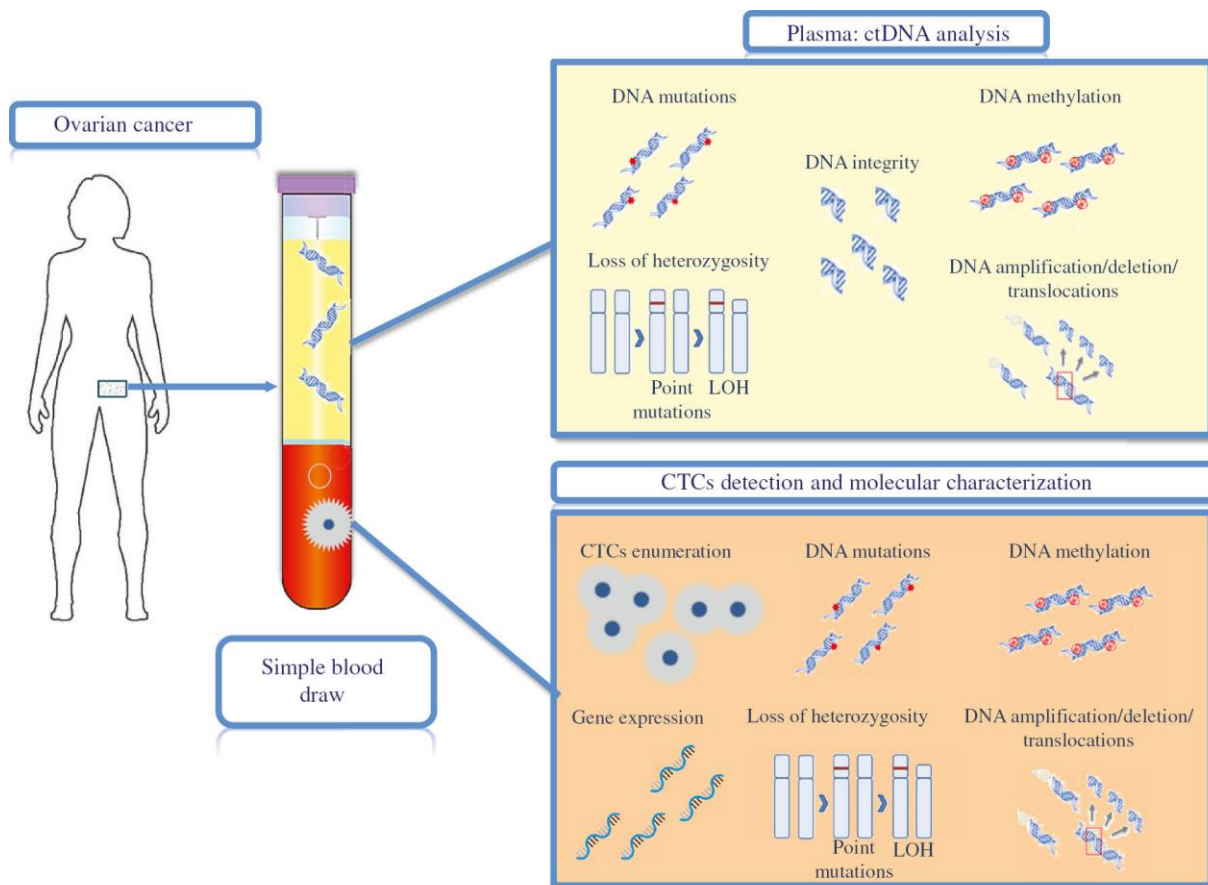 Plasma: ctDNA analysis
Ovarian cancer
DNA mutations
DNA methylation
DNA integrity
Loss of heterozygosity
DNA amplification/deletion/
translocations
Point
mutations
LOH
Simple blood
draw
CTCs detection and molecular characterization
CTCs enumeration
DNA mutations
DNA methylation
Gene expression
Loss of heterozygosity
DNA amplification/deletion/
translocations
Point
mutations
LOH